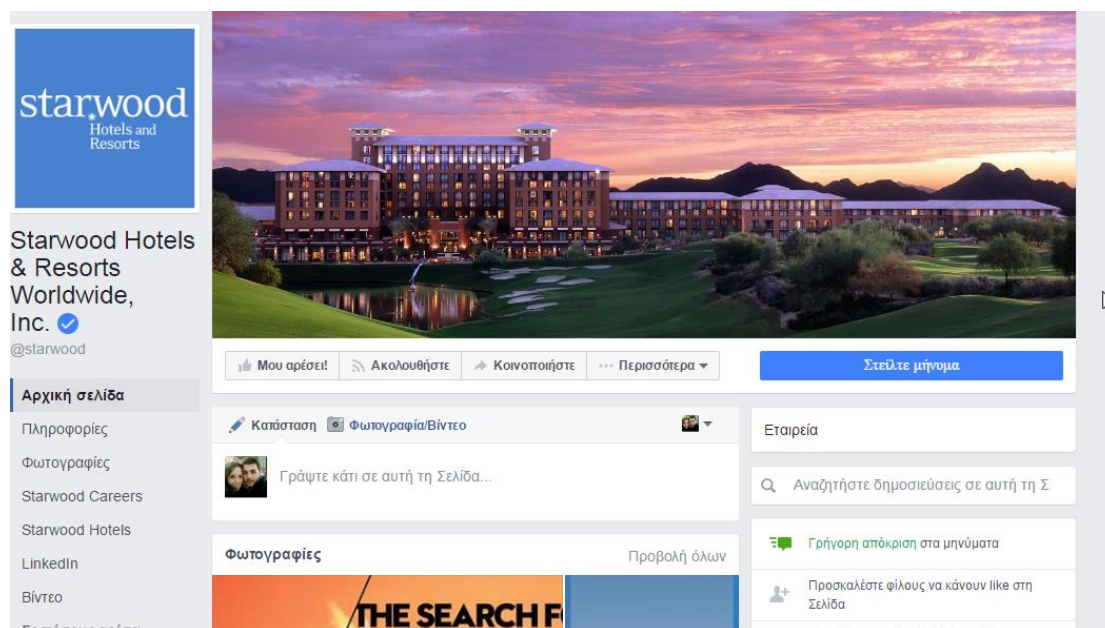 starwood
Hotels and
Resorts
Starwood Hotels
& Resorts
Worldwide,
Inc.
@starwood
Αρχική σελίδα
Πληροφορίες
Φωτογραφίες
Starwood Careers
Starwood Hotels
LinkedIn
Βίντεο
Μου αρέσει! Ακολουθήστε Κοινοποιήστε ··· Περισσότερα
Στείλτε μήνυμα
Κατάσταση Φωτογραφία/Βίντεο
Γράψτε κάτι σε αυτή τη Σελίδα...
Φωτογραφίες Προβολή όλων
THE SEARCH F
Εταιρεία
Αναζητήστε δημοσιεύσεις σε αυτή τη Σ
Γρήγορη απόκριση στα μηνύματα
Προσκαλέστε φίλους να κάνουν like στη
Σελίδα